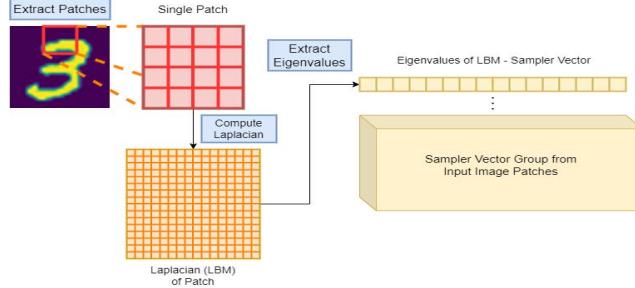 Extract Patches
Single Patch
Extract
Eigenvalues
Eigenvalues of LBM - Sampler Vector
Compute
Laplacian
Sampler Vector Group from
Input Image Patches
Laplacian (LBM)
of Patch